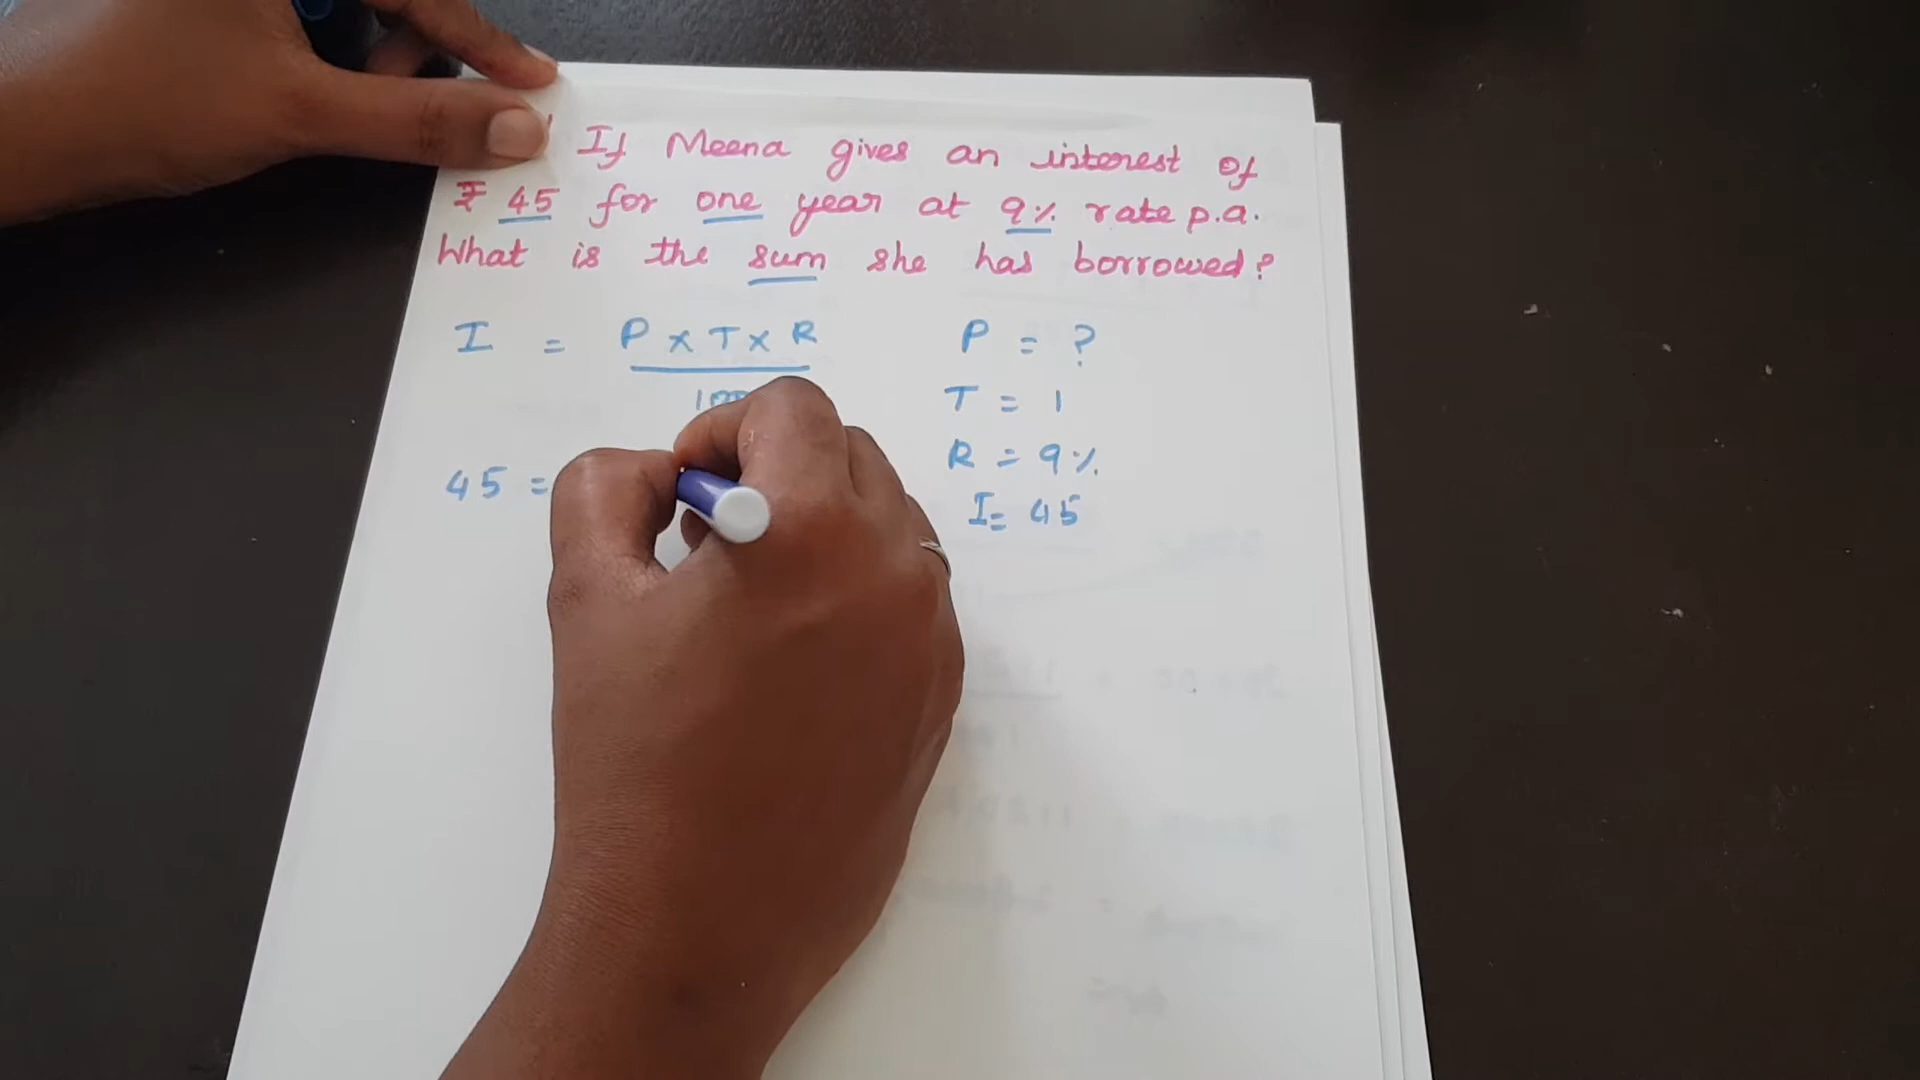 If Meena gives an interest of
₹ 45 for one year at 9% rate p.a.
What is the sum she has borrowed?
I = P x T x R
100
P = ?
T = 1
R = 9%
I = 45
45 =